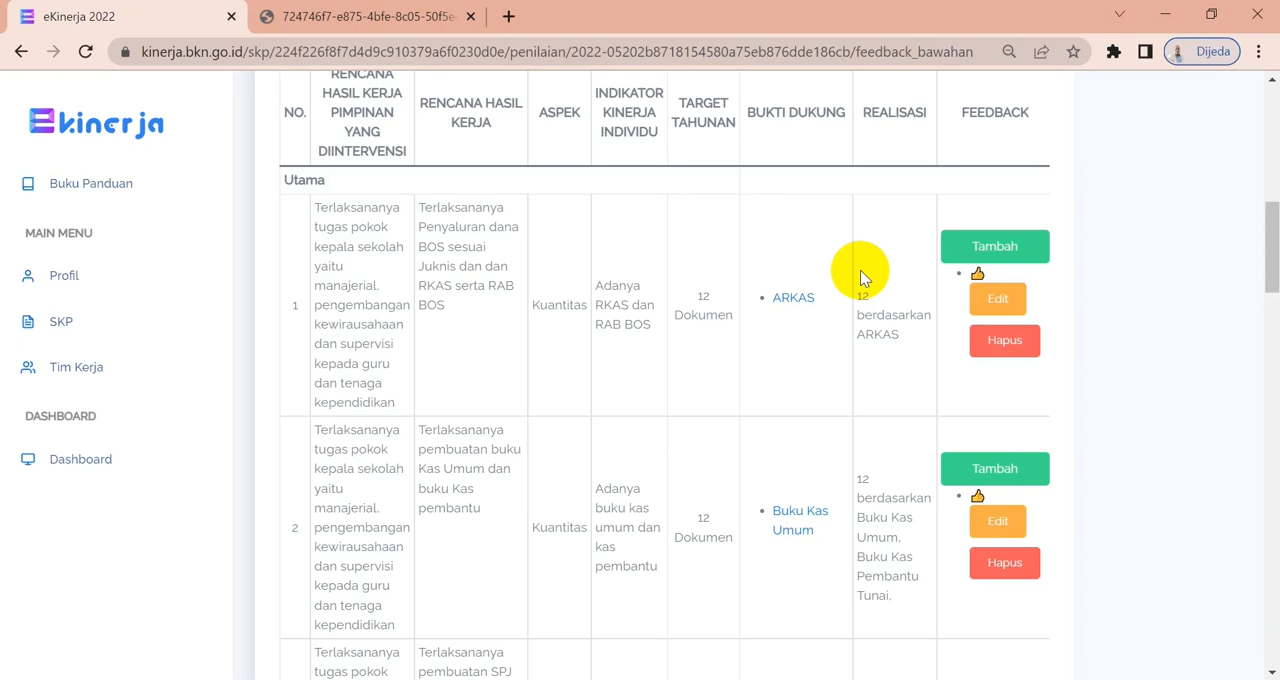 eKinerja 2022
724746f7-e875-4bfe-8c05-50f5e
kinerja.bkn.go.id/skp/224f226f8f7d4d9c910379a6f0230d0e/penilaian/2022-05202b8718154580a75eb876dde186cb/feedback_bawahan
Dijeda
Ekinerja
Buku Panduan
MAIN MENU
Profil
SKP
Tim Kerja
DASHBOARD
Dashboard
NO.
RENCANA
HASIL KERJA
PIMPINAN
YANG
DIINTERVENSI
RENCANA HASIL
KERJA
ASPEK
INDIKATOR
KINERJA
INDIVIDU
TARGET
TAHUNAN
BUKTI DUKUNG
REALISASI
FEEDBACK
Utama
1
Terlaksananya
tugas pokok
kepala sekolah
yaitu
manajerial,
pengembangan
kewirausahaan
dan supervisi
kepada guru
dan tenaga
kependidikan
Terlaksananya
Penyaluran dana
BOS sesuai
Juknis dan dan
RKAS serta RAB
BOS
Kuantitas
Adanya
RKAS dan
RAB BOS
12
Dokumen
• ARKAS
12
berdasarkan
ARKAS
Tambah
Edit
Hapus
2
Terlaksananya
tugas pokok
kepala sekolah
yaitu
manajerial,
pengembangan
kewirausahaan
dan supervisi
kepada guru
dan tenaga
kependidikan
Terlaksananya
pembuatan buku
Kas Umum dan
buku Kas
pembantu
Kuantitas
Adanya
buku kas
umum dan
kas
pembantu
12
Dokumen
• Buku Kas
Umum
12
berdasarkan
Buku Kas
Umum,
Buku Kas
Pembantu
Tunai,
Tambah
Edit
Hapus
Terlaksananya
tugas pokok
Terlaksananya
pembuatan SPJ